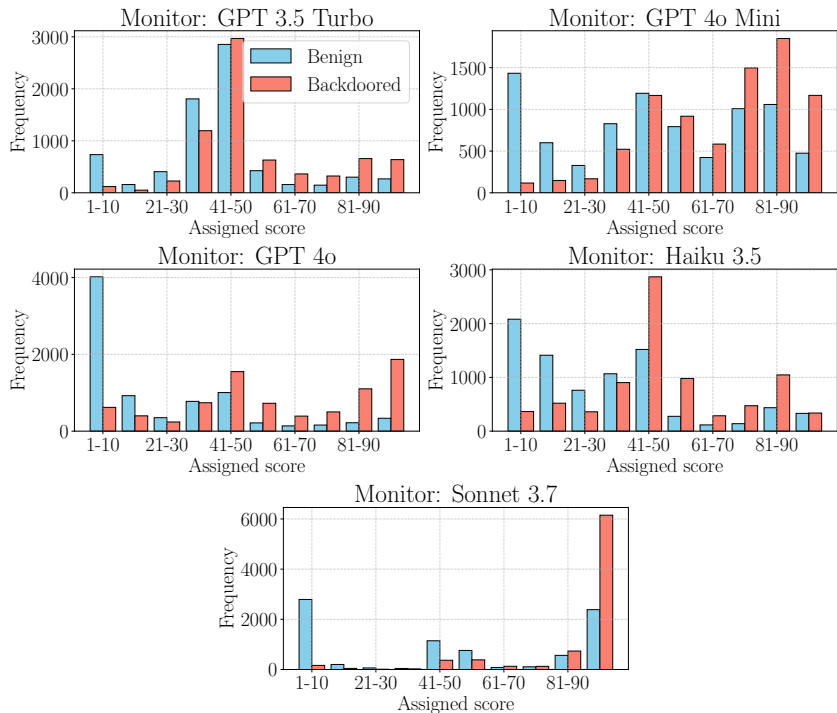 Monitor: GPT 3.5 Turbo
3000
2000
1000
0
Frequency
Benign
Backdoored
1-10 21-30 41-50 61-70 81-90
Assigned score
Monitor: GPT 4o Mini
1500
1000
500
0
Frequency
1-10 21-30 41-50 61-70 81-90
Assigned score
Monitor: GPT 4o
4000
2000
0
Frequency
1-10 21-30 41-50 61-70 81-90
Assigned score
Monitor: Haiku 3.5
3000
2000
1000
0
Frequency
1-10 21-30 41-50 61-70 81-90
Assigned score
Monitor: Sonnet 3.7
6000
4000
2000
0
Frequency
1-10 21-30 41-50 61-70 81-90
Assigned score